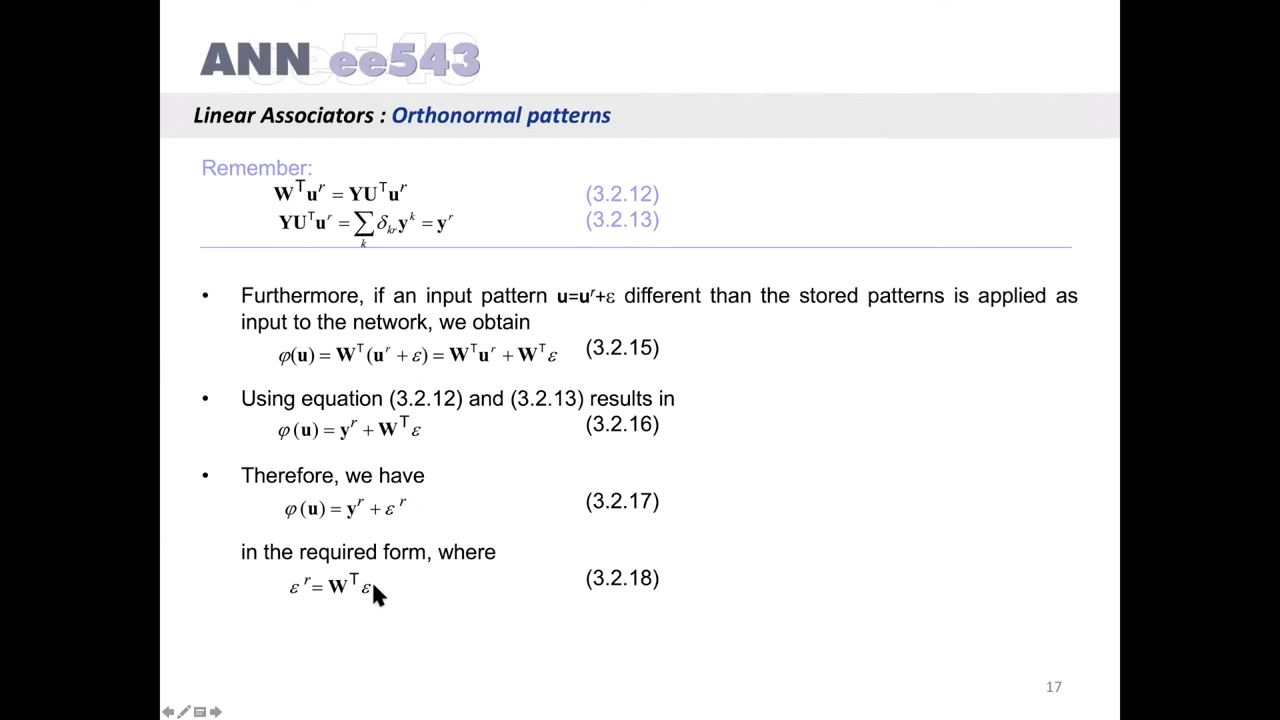 ANN ee543
Linear Associators : Orthonormal patterns
Remember:
Wᵀuʳ = YUᵀuʳ (3.2.12)
YUᵀuʳ = ∑ₖ δₖᵣyᵏ = yʳ (3.2.13)
• Furthermore, if an input pattern u=uʳ+ε different than the stored patterns is applied as
input to the network, we obtain
φ(u) = Wᵀ(uʳ + ε) = Wᵀuʳ + Wᵀε (3.2.15)
• Using equation (3.2.12) and (3.2.13) results in
φ(u) = yʳ + Wᵀε (3.2.16)
• Therefore, we have
φ(u) = yʳ + εʳ (3.2.17)
in the required form, where
εʳ = Wᵀε (3.2.18)
17